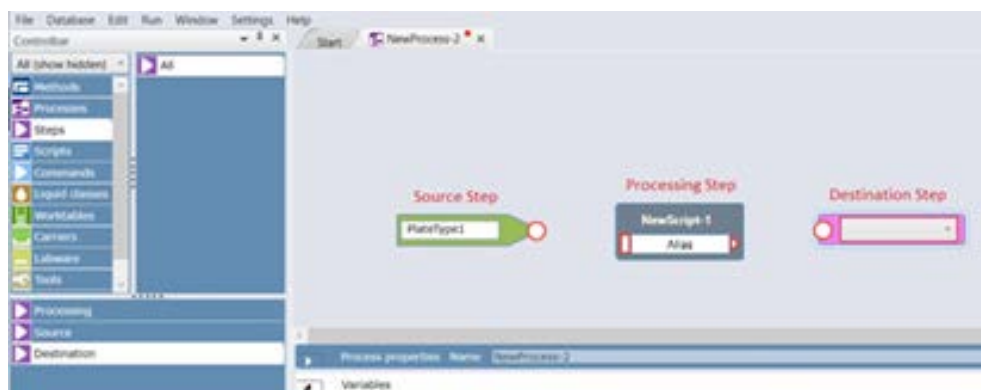 File Database Edit Run Window Settings Help
Controlbar
Start NewProcess-2
All (show hidden)
All
Methods
Processes
Steps
Scripts
Commands
Liquid classes
Worktables
Carriers
Labware
Tools
Processing
Source
Destination
Source Step
Processing Step
Destination Step
PlateType1
NewScript-1
Alias
Process properties Name NewProcess-2
Variables